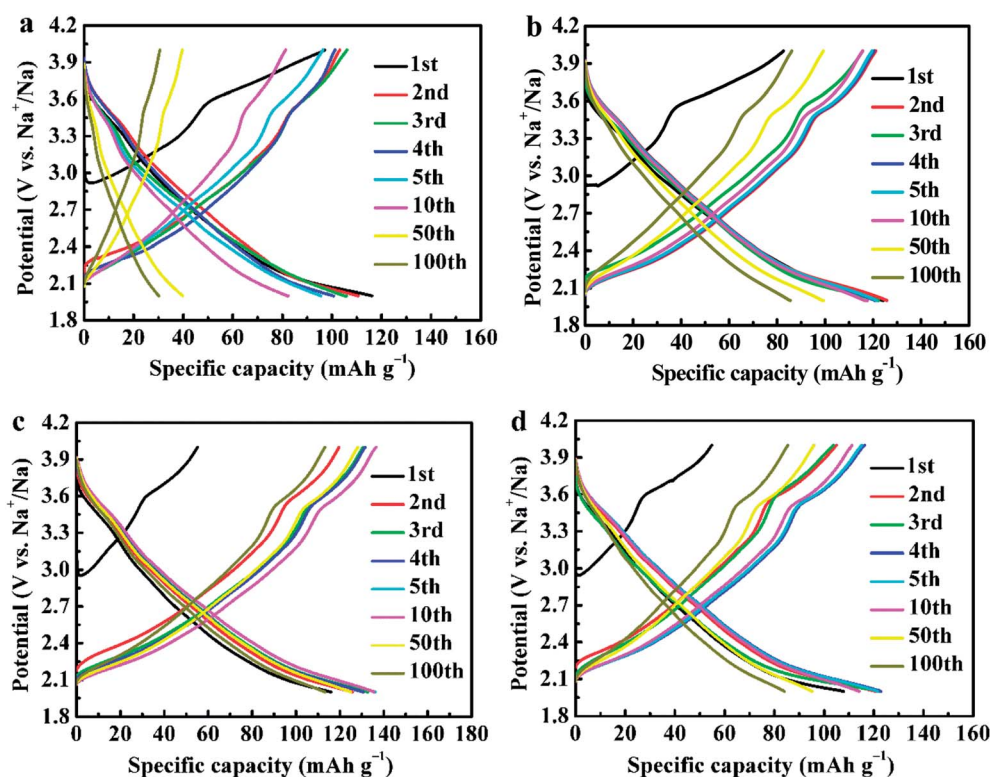 a
4.2
3.9
3.6
3.3
3.0
2.7
2.4
2.1
1.8
Potential (V vs. Na⁺/Na)
1st
2nd
3rd
4th
5th
10th
50th
100th
0 20 40 60 80 100 120 140 160
Specific capacity (mAh g⁻¹)
b
4.2
3.9
3.6
3.3
3.0
2.7
2.4
2.1
1.8
Potential (V vs. Na⁺/Na)
1st
2nd
3rd
4th
5th
10th
50th
100th
0 20 40 60 80 100 120 140 160
Specific capacity (mAh g⁻¹)
c
4.2
3.9
3.6
3.3
3.0
2.7
2.4
2.1
1.8
Potential (V vs. Na⁺/Na)
1st
2nd
3rd
4th
5th
10th
50th
100th
0 20 40 60 80 100 120 140 160 180
Specific capacity (mAh g⁻¹)
d
4.2
3.9
3.6
3.3
3.0
2.7
2.4
2.1
1.8
Potential (V vs. Na⁺/Na)
1st
2nd
3rd
4th
5th
10th
50th
100th
0 20 40 60 80 100 120 140 160
Specific capacity (mAh g⁻¹)